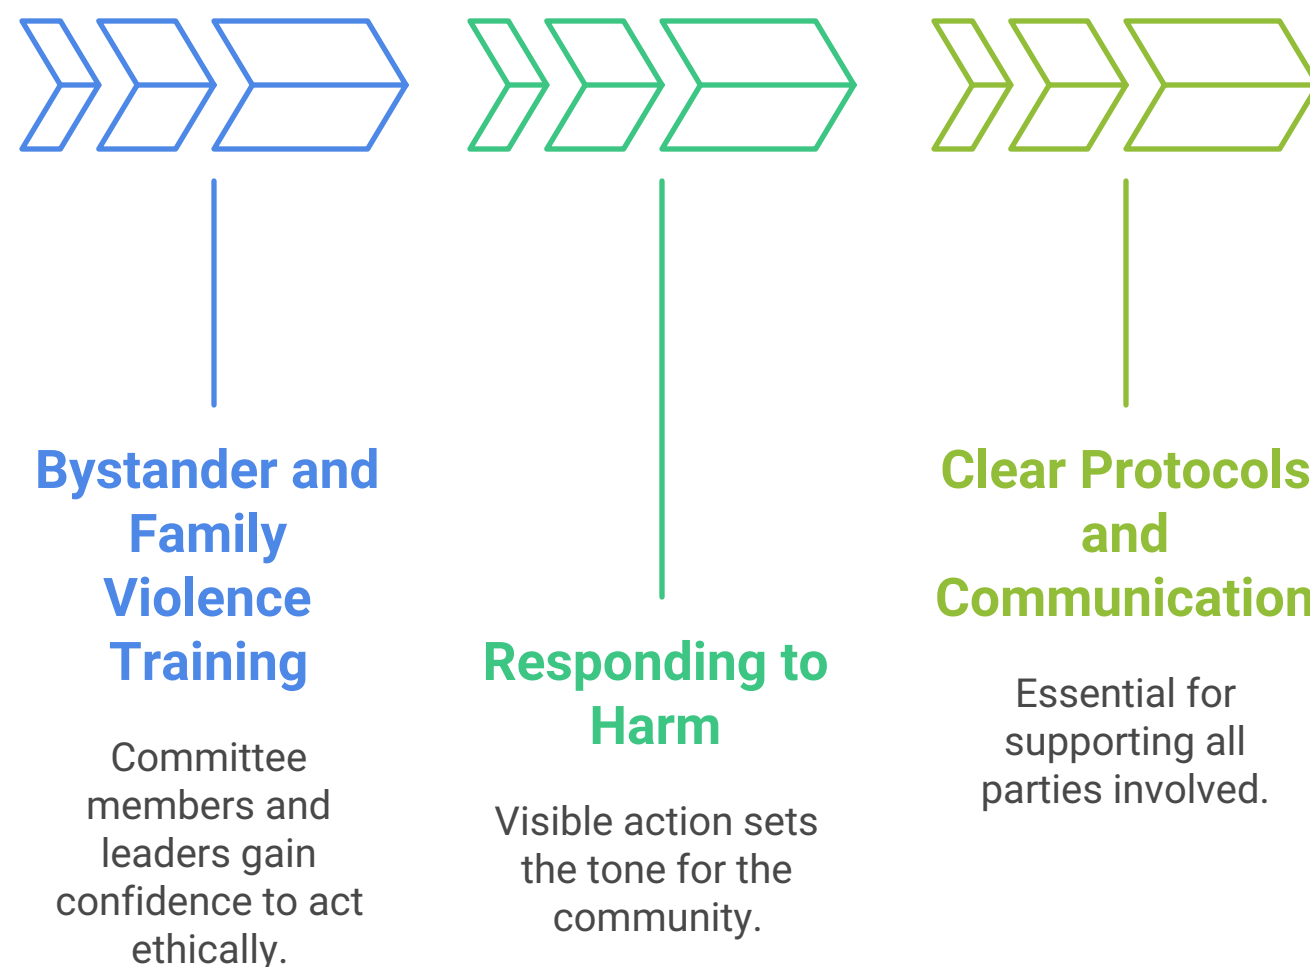 Bystander and
Family
Violence
Training
Committee
members and
leaders gain
confidence to act
ethically.
Responding to
Harm
Visible action sets
the tone for the
community.
Clear Protocols
and
Communication
Essential for
supporting all
parties involved.